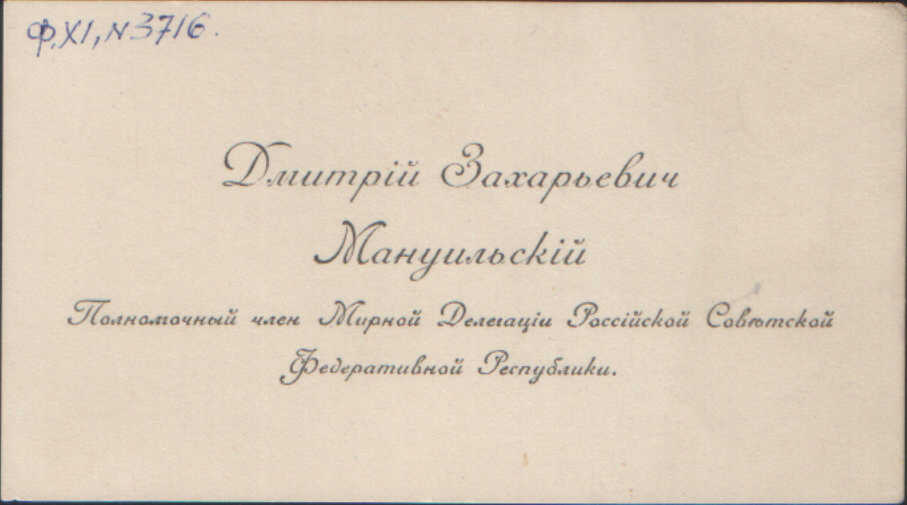 Ф. XI, N 3716.
Дмитрій Захарьевич
Мануильскій
Полномочный член Мирной Делегаціи Россійской Совѣтской
Федеративной Республики.